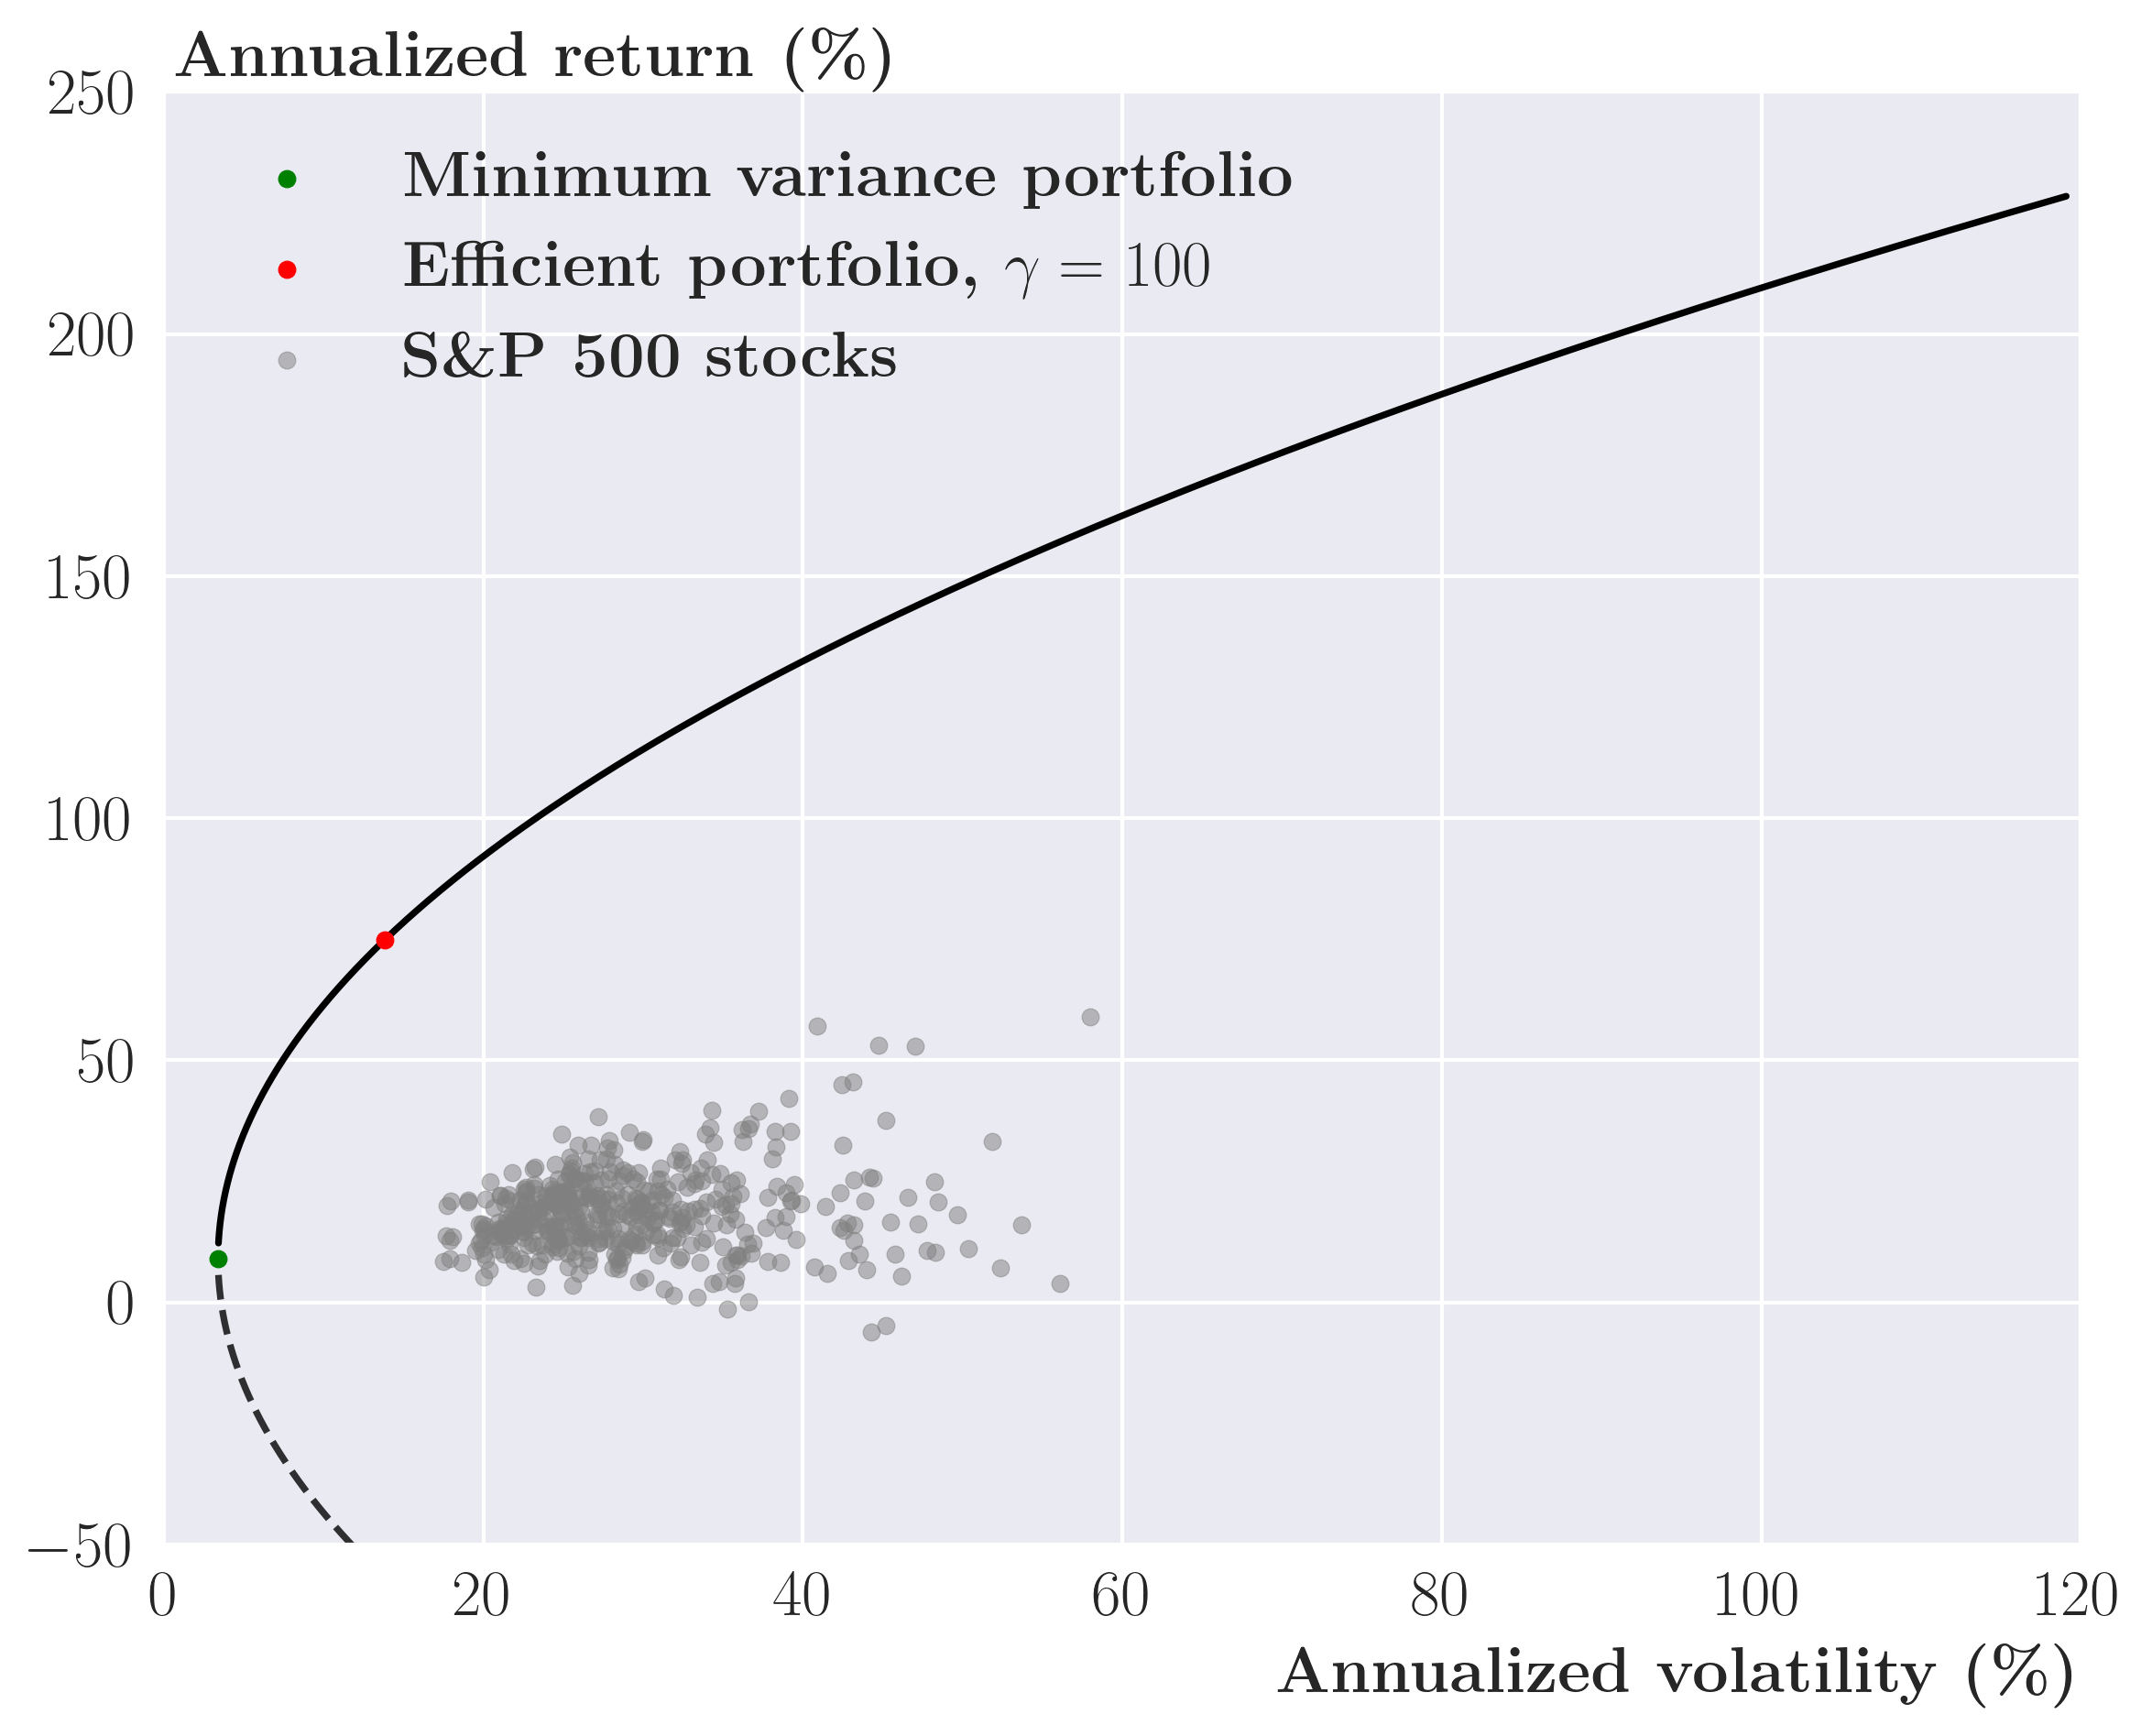 Annualized return (%)
250
Minimum variance portfolio
Efficient portfolio, γ = 100
200
S&P 500 stocks
150
100
50
0
−50
0 20 40 60 80 100 120
Annualized volatility (%)